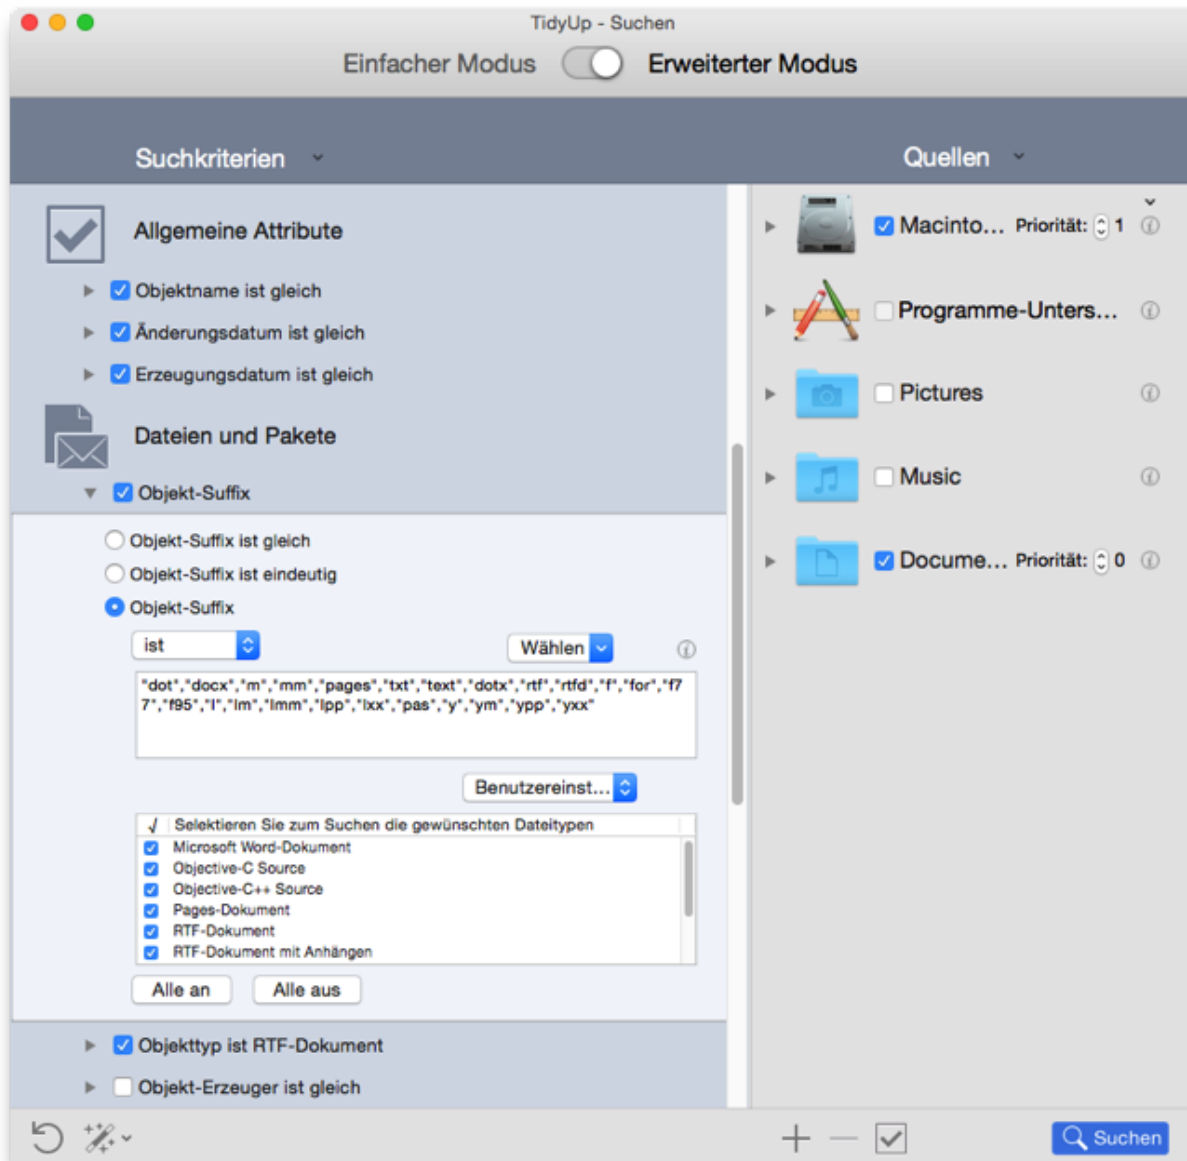 TidyUp - Suchen
Einfacher Modus Erweiterter Modus
Suchkriterien
Quellen
Allgemeine Attribute
Objektname ist gleich
Änderungsdatum ist gleich
Erzeugungsdatum ist gleich
Dateien und Pakete
Objekt-Suffix
Objekt-Suffix ist gleich
Objekt-Suffix ist eindeutig
Objekt-Suffix
ist Wählen
"dot","docx","m","mm","pages","txt","text","dotx","rtf","rtfd","f","for","f7
7","f95","l","lm","lmm","lpp","lxx","pas","y","ym","ypp","yxx"
Benutzereinst...
√ Selektieren Sie zum Suchen die gewünschten Dateitypen
Microsoft Word-Dokument
Objective-C Source
Objective-C++ Source
Pages-Dokument
RTF-Dokument
RTF-Dokument mit Anhängen
Alle an Alle aus
Objekttyp ist RTF-Dokument
Objekt-Erzeuger ist gleich
Macinto... Priorität: 1
Programme-Unters...
Pictures
Music
Docume... Priorität: 0
Suchen